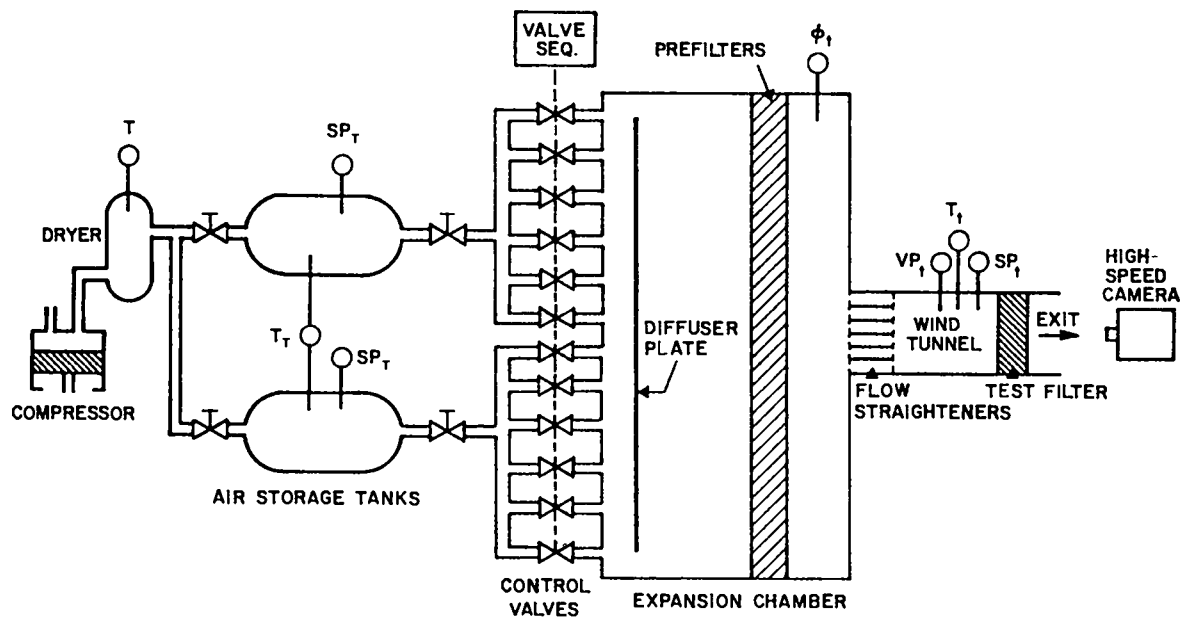 VALVE
SEQ.
PREFILTERS
ϕt
T
SPT
DRYER
Tt
VPt
SPt
HIGH-
SPEED
CAMERA
DIFFUSER
PLATE
WIND
TUNNEL
EXIT
TT
SPT
COMPRESSOR
FLOW
STRAIGHTENERS
TEST FILTER
AIR STORAGE TANKS
CONTROL
VALVES
EXPANSION CHAMBER